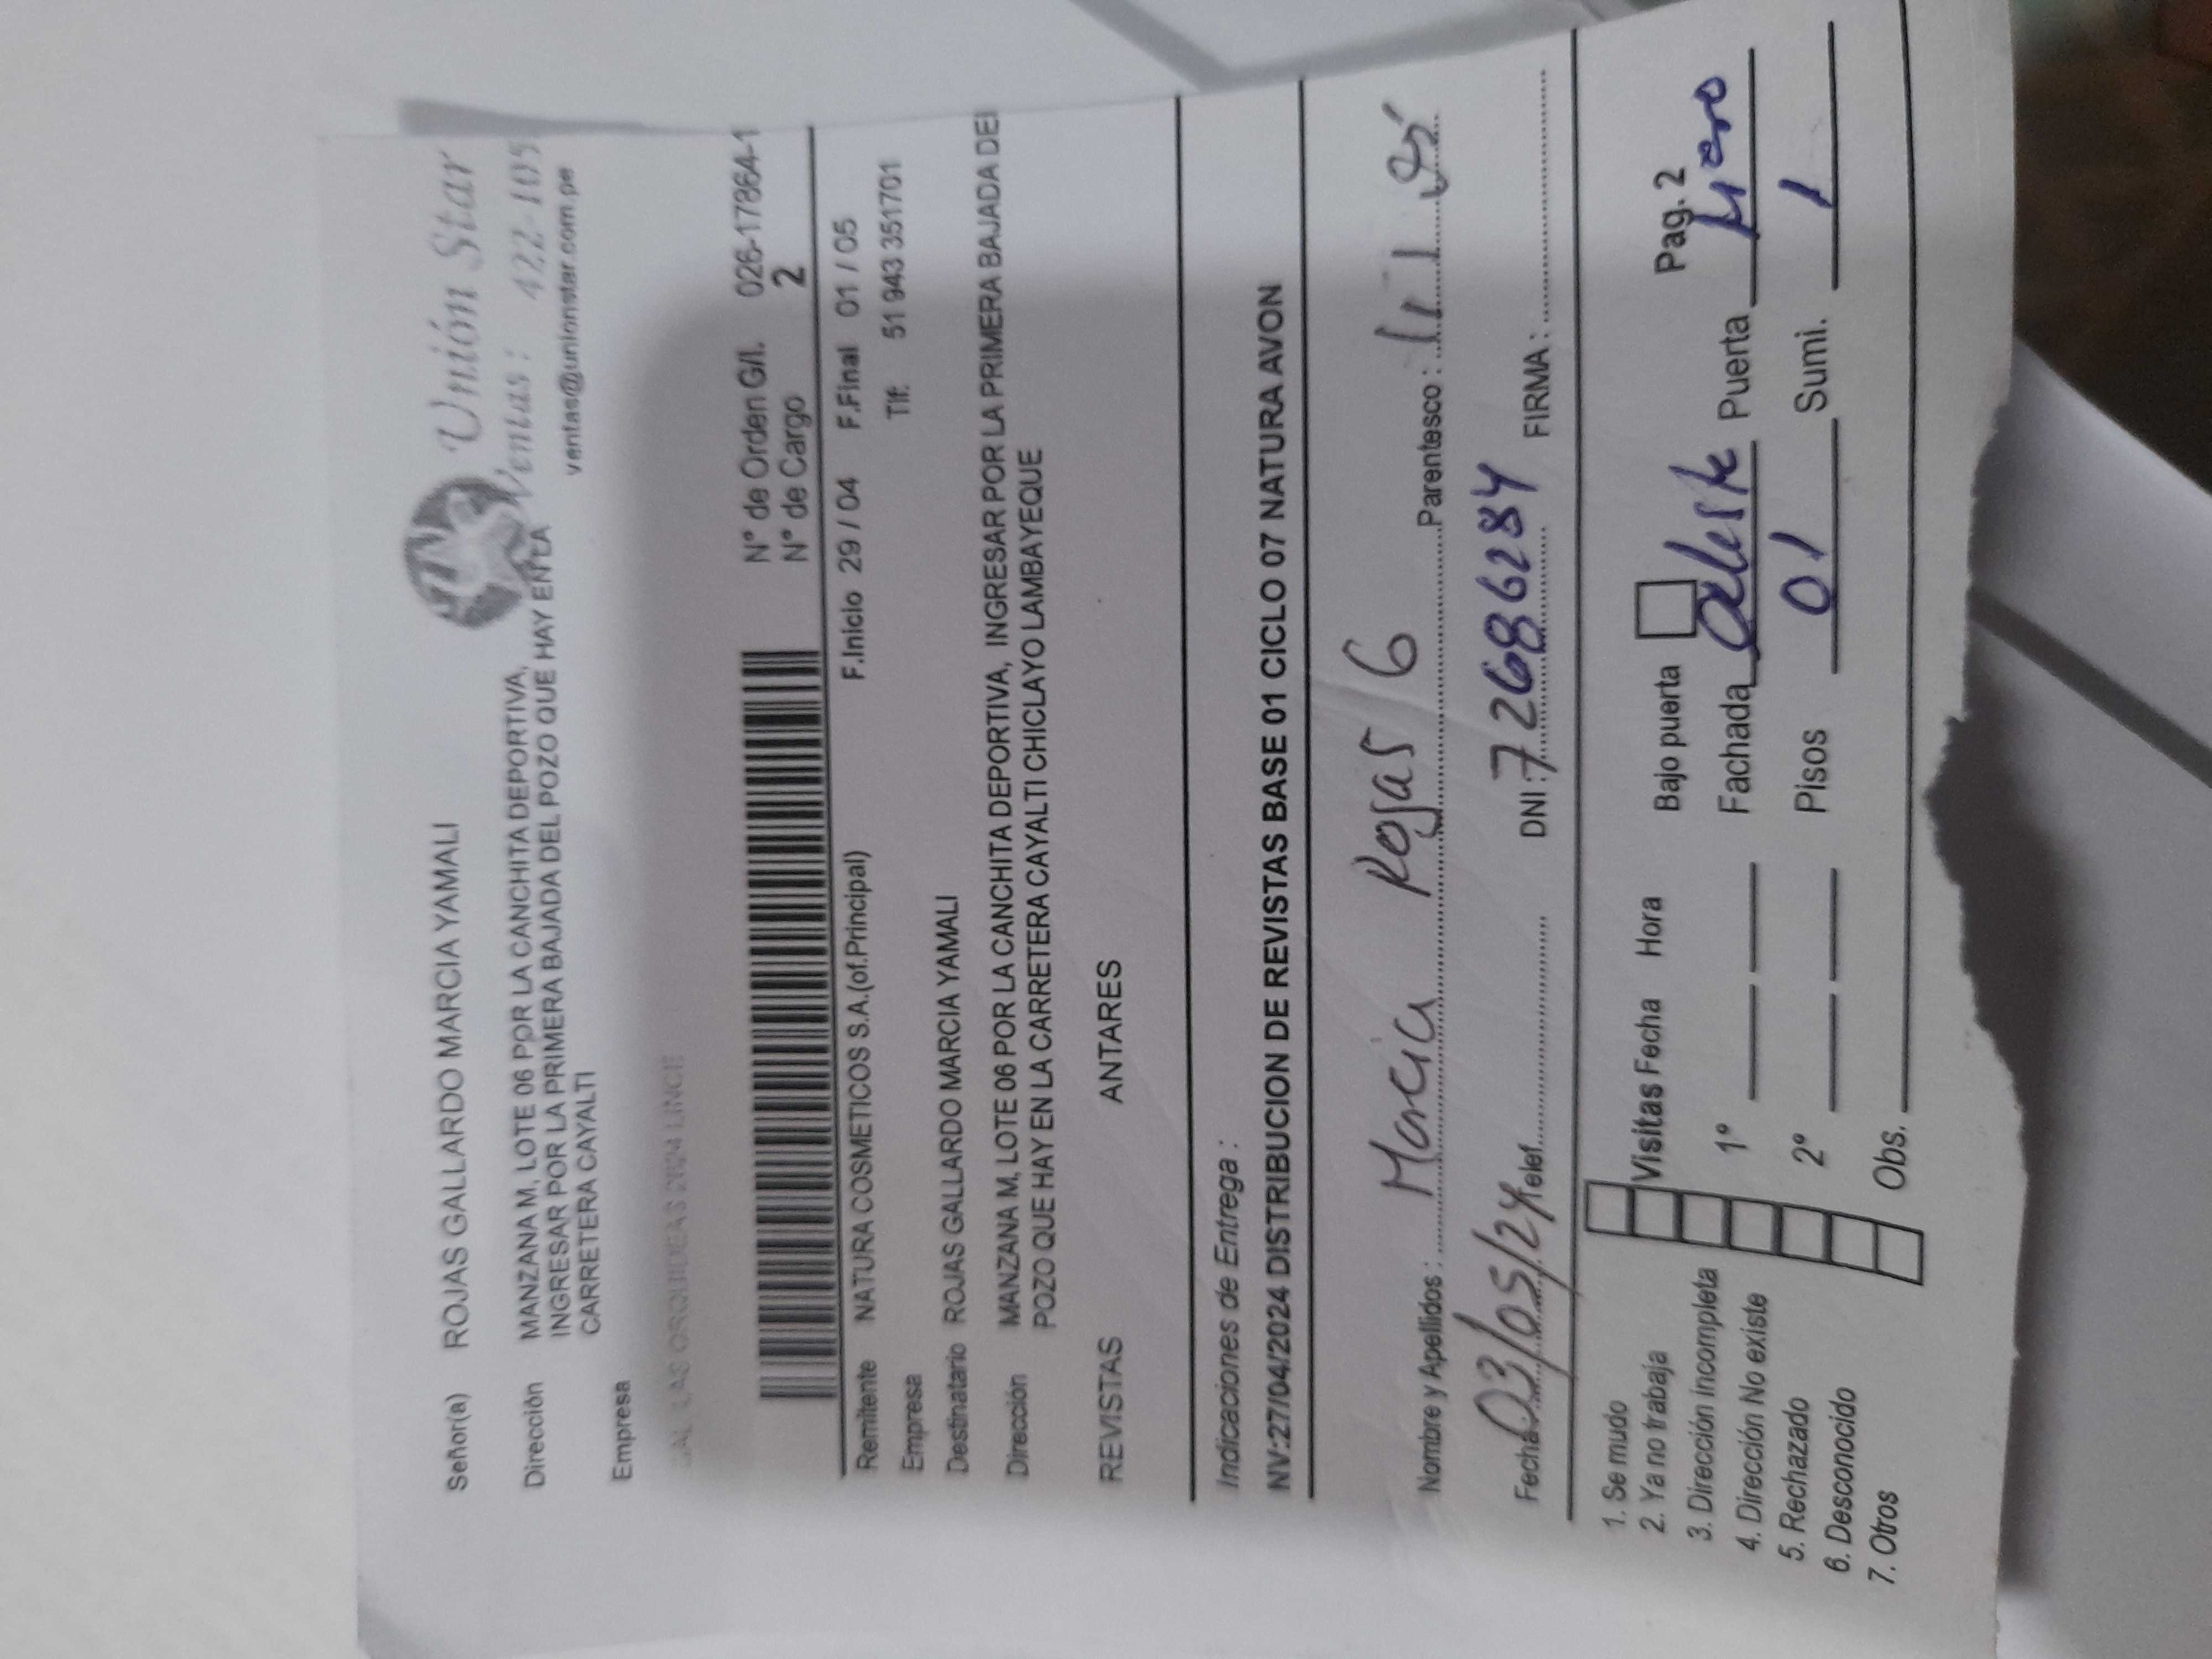 Unión Star
Ventas : 422-105
ventas@unionstar.com.pe
Señor(a) ROJAS GALLARDO MARCIA YAMALI
Dirección MANZANA M, LOTE 06 POR LA CANCHITA DEPORTIVA,
INGRESAR POR LA PRIMERA BAJADA DEL POZO QUE HAY EN LA
CARRETERA CAYALTI
Empresa
N° de Orden G/l. 026-17864-1
N° de Cargo 2
Remitente NATURA COSMETICOS S.A.(of.Principal) F.Inicio 29 / 04 F.Final 01 / 05
Empresa Tlf: 51 943 351701
Destinatario ROJAS GALLARDO MARCIA YAMALI
Dirección MANZANA M, LOTE 06 POR LA CANCHITA DEPORTIVA, INGRESAR POR LA PRIMERA BAJADA DEL
POZO QUE HAY EN LA CARRETERA CAYALTI CHICLAYO LAMBAYEQUE
REVISTAS ANTARES
Indicaciones de Entrega :
NV:27/04/2024 DISTRIBUCION DE REVISTAS BASE 01 CICLO 07 NATURA AVON
Nombre y Apellidos : Marcia Rojas G Parentesco :
Fecha 03/05/24 Telef. DNI : 72686284 FIRMA :
1. Se mudo
2. Ya no trabaja Visitas Fecha Hora Bajo puerta Pag. 2
3. Dirección incompleta
4. Dirección No existe 1° Fachada Celeste Puerta
5. Rechazado
6. Desconocido 2° Pisos 01 Sumi. 1
7. Otros Obs.